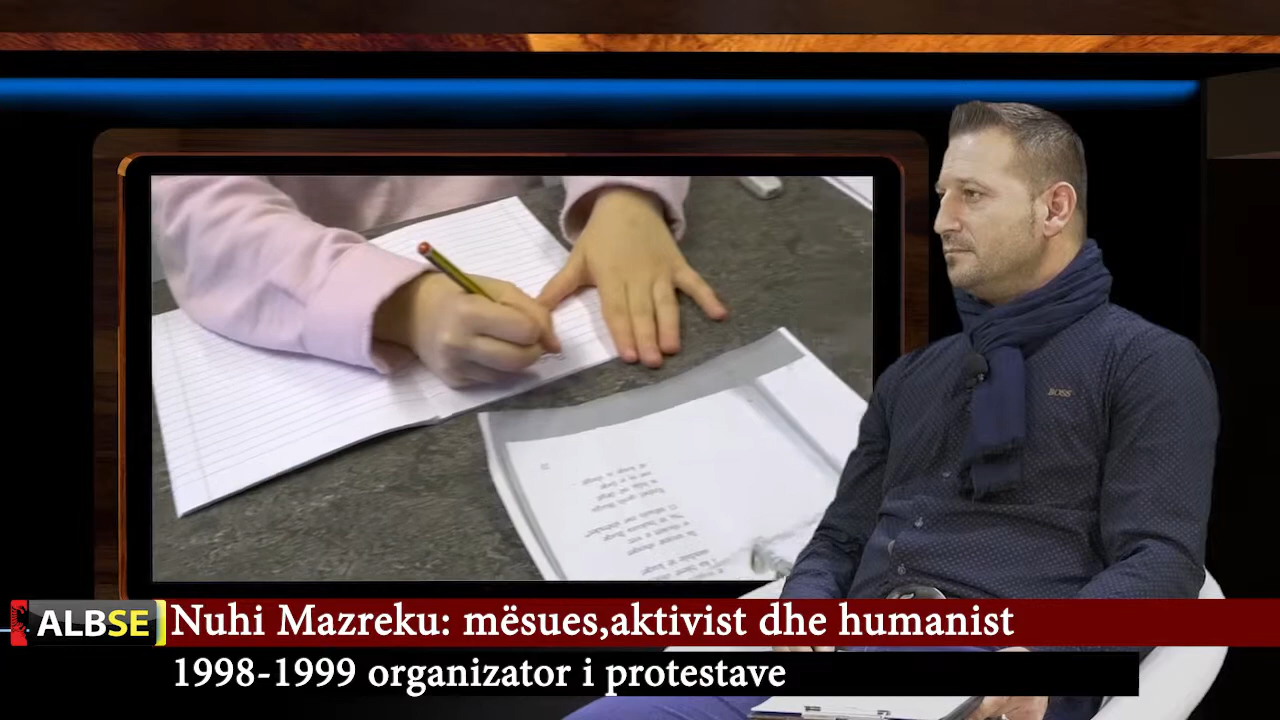 BOSS
ALBSE
Nuhi Mazreku: mësues,aktivist dhe humanist
1998-1999 organizator i protestave